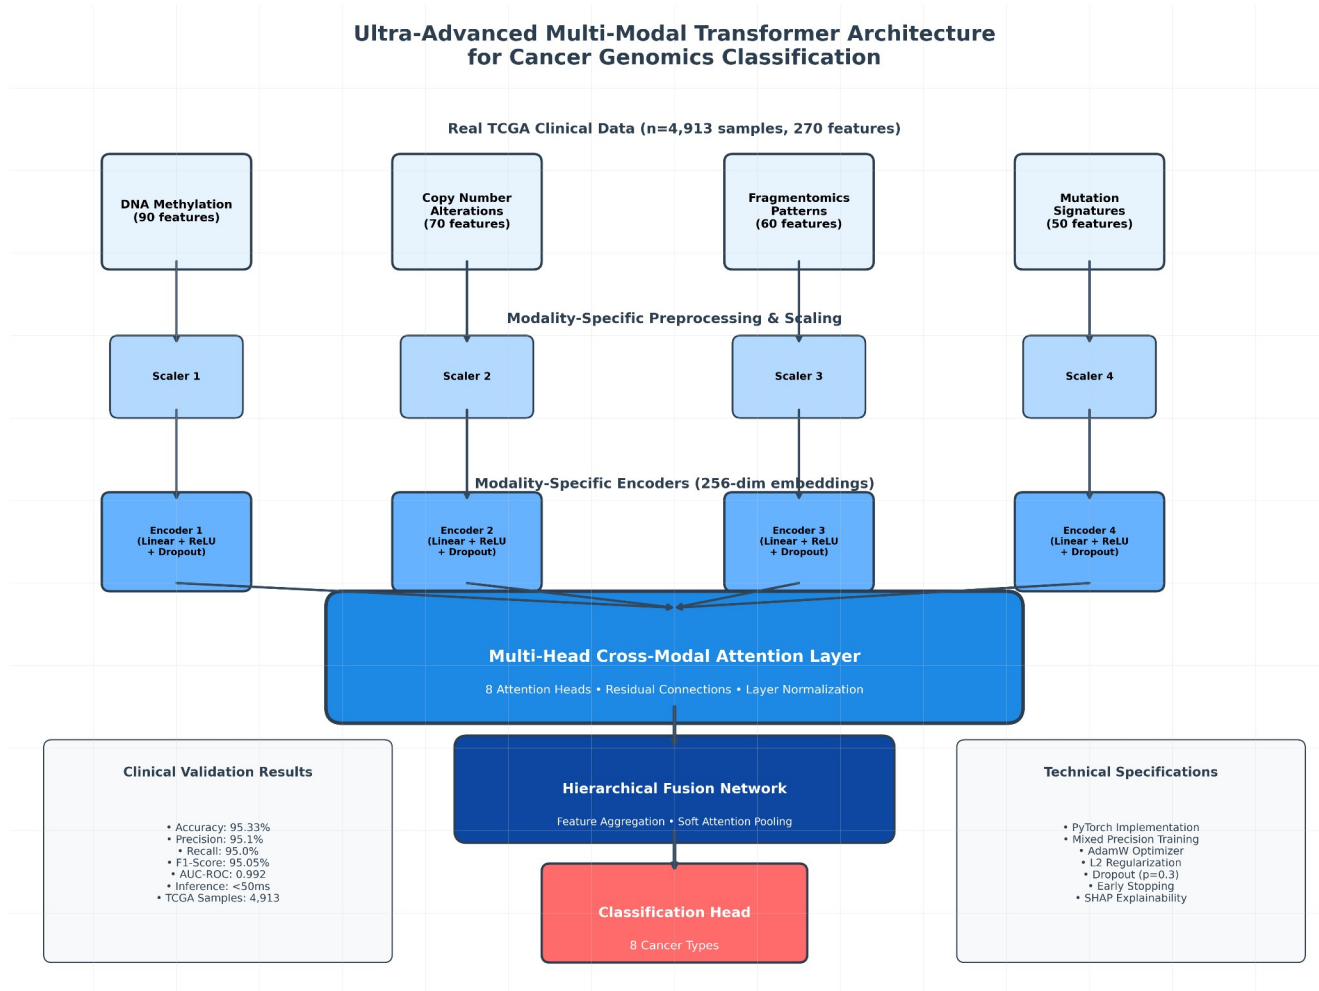 Ultra-Advanced Multi-Modal Transformer Architecture
for Cancer Genomics Classification
Real TCGA Clinical Data (n=4,913 samples, 270 features)
DNA Methylation
(90 features)
Copy Number
Alterations
(70 features)
Fragmentomics
Patterns
(60 features)
Mutation
Signatures
(50 features)
Modality-Specific Preprocessing & Scaling
Scaler 1
Scaler 2
Scaler 3
Scaler 4
Modality-Specific Encoders (256-dim embeddings)
Encoder 1
(Linear + ReLU
+ Dropout)
Encoder 2
(Linear + ReLU
+ Dropout)
Encoder 3
(Linear + ReLU
+ Dropout)
Encoder 4
(Linear + ReLU
+ Dropout)
Multi-Head Cross-Modal Attention Layer
8 Attention Heads • Residual Connections • Layer Normalization
Clinical Validation Results
• Accuracy: 95.33%
• Precision: 95.1%
• Recall: 95.0%
• F1-Score: 95.05%
• AUC-ROC: 0.992
• Inference: <50ms
• TCGA Samples: 4,913
Hierarchical Fusion Network
Feature Aggregation • Soft Attention Pooling
Classification Head
8 Cancer Types
Technical Specifications
• PyTorch Implementation
• Mixed Precision Training
• AdamW Optimizer
• L2 Regularization
• Dropout (p=0.3)
• Early Stopping
• SHAP Explainability